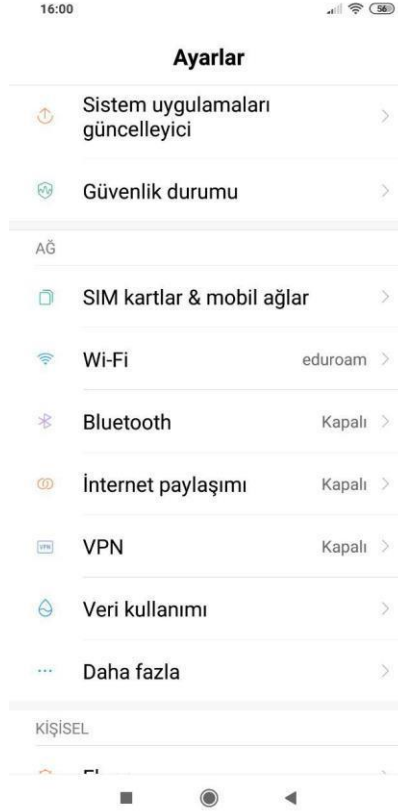 16:00
56
Ayarlar
Sistem uygulamaları
güncelleyici
Güvenlik durumu
AĞ
SIM kartlar & mobil ağlar
Wi-Fi eduroam
Bluetooth Kapalı
İnternet paylaşımı Kapalı
VPN VPN Kapalı
Veri kullanımı
Daha fazla
KİŞİSEL